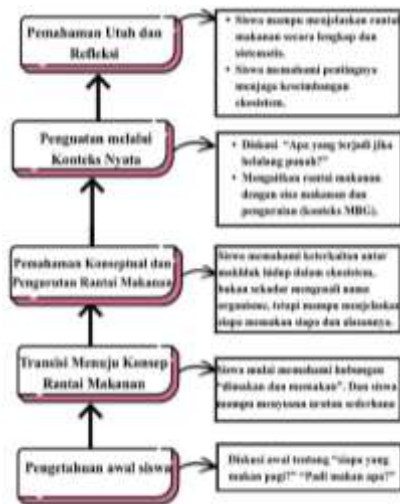 Pemahaman Utuh dan
Refleksi
• Siswa mampu menjelaskan rantai
makanan secara lengkap dan
sistematis.
• Siswa memahami pentingnya
menjaga keseimbangan
ekosistem.
Penguatan melalui
Konteks Nyata
• Diskusi "Apa yang terjadi jika
belalang punah?"
• Mengaitkan rantai makanan
dengan sisa makanan dan
penguraian (konteks MBG).
Pemahaman Konseptual dan
Pengurutan Rantai Makanan
Siswa memahami keterkaitan antar
makhluk hidup dalam ekosistem,
bukan sekadar mengenali nama
organisme, tetapi mampu menjelaskan
siapa memakan siapa dan alasannya.
Transisi Menuju Konsep
Rantai Makanan
Siswa mulai memahami hubungan
"dimakan dan memakan". Dan siswa
mampu menyusun urutan sederhana
Pengetahuan awal siswa
Diskusi awal tentang "siapa yang
makan pagi?" "Padi makan apa?"